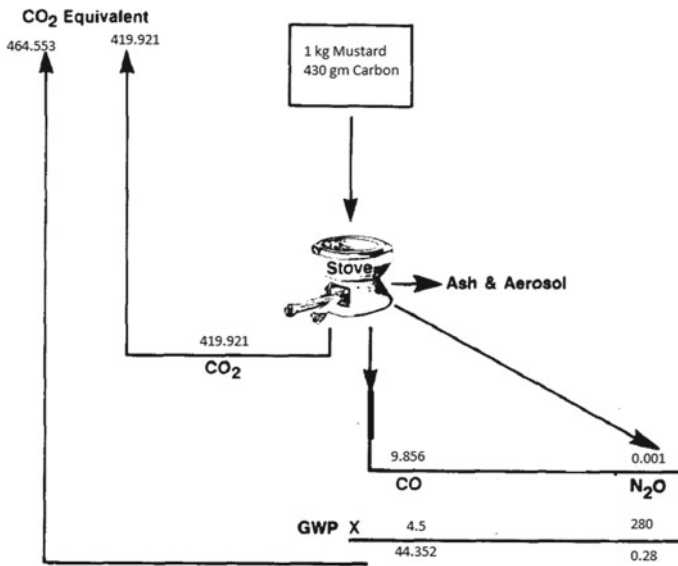 CO2 Equivalent
464.553
419.921
1 kg Mustard
430 gm Carbon
Stove
Ash & Aerosol
419.921
CO2
9.856
0.001
CO
N2O
GWP X
4.5
280
44.352
0.28